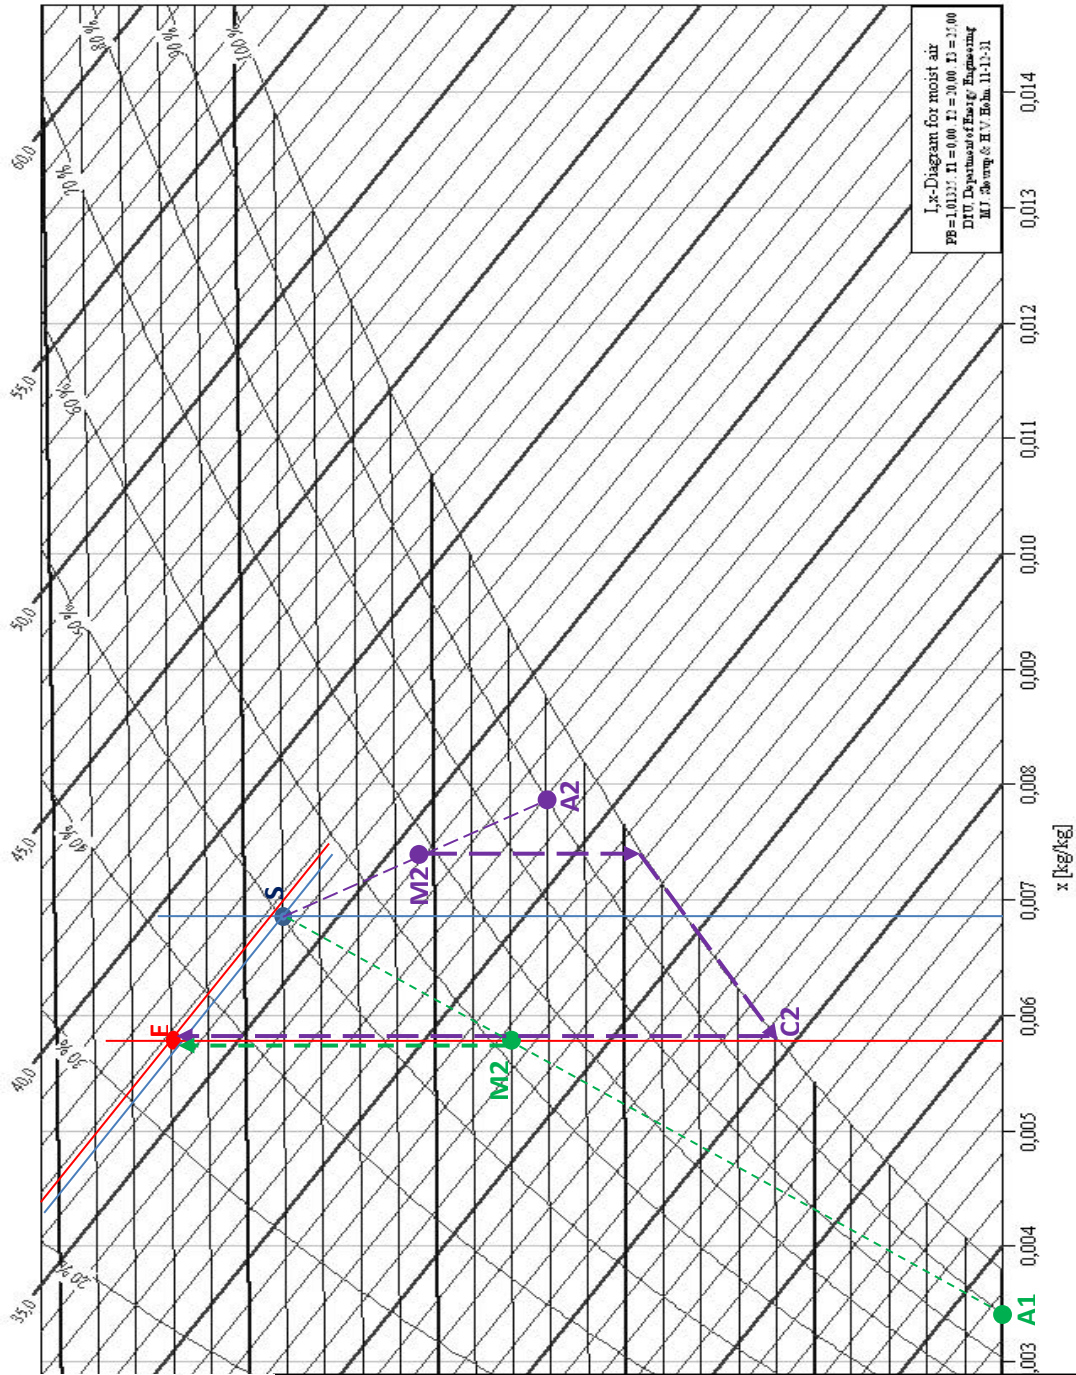 60,0
80 %
90 %
100 %
70 %
55,0
60 %
50,0
50 %
45,0
40 %
40,0
30 %
35,0
20 %
I,x-Diagram for moist air
PB = 1,01325. T1 = 0,00. T2 = 20,00. T3 = 25,00
DTU, Department of Energy Engineering
S
E
M2
A2
M2
C2
A1
,003
0,004
0,005
0,006
0,007
0,008
0,009
0,010
0,011
0,012
0,013
0,014
x [kg/kg]